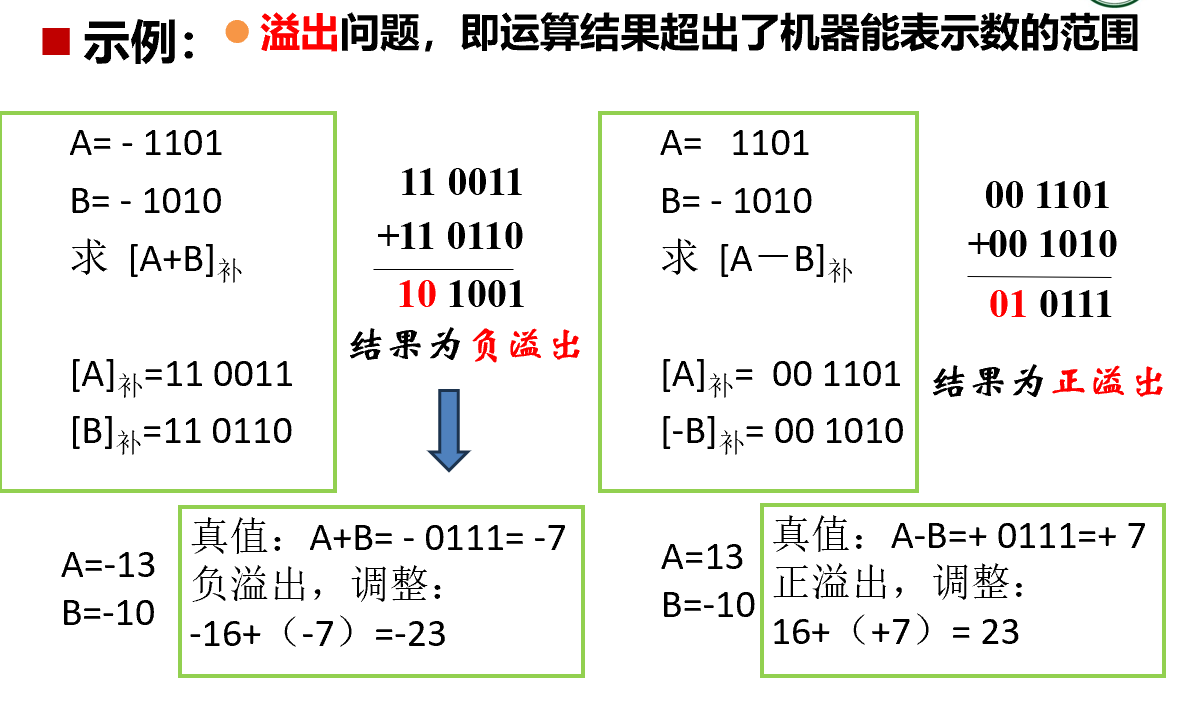 示例：
溢出问题，即运算结果超出了机器能表示数的范围
A= - 1101
B= - 1010
求 [A+B]补
[A]补=11 0011
[B]补=11 0110
11 0011
+11 0110
10 1001
结果为负溢出
A=-13
B=-10
真值：A+B= - 0111= -7
负溢出，调整：
-16+（-7）=-23
A= 1101
B= - 1010
求 [A－B]补
[A]补= 00 1101
[-B]补= 00 1010
00 1101
+00 1010
01 0111
结果为正溢出
A=13
B=-10
真值：A-B=+ 0111=+ 7
正溢出，调整：
16+（+7）= 23